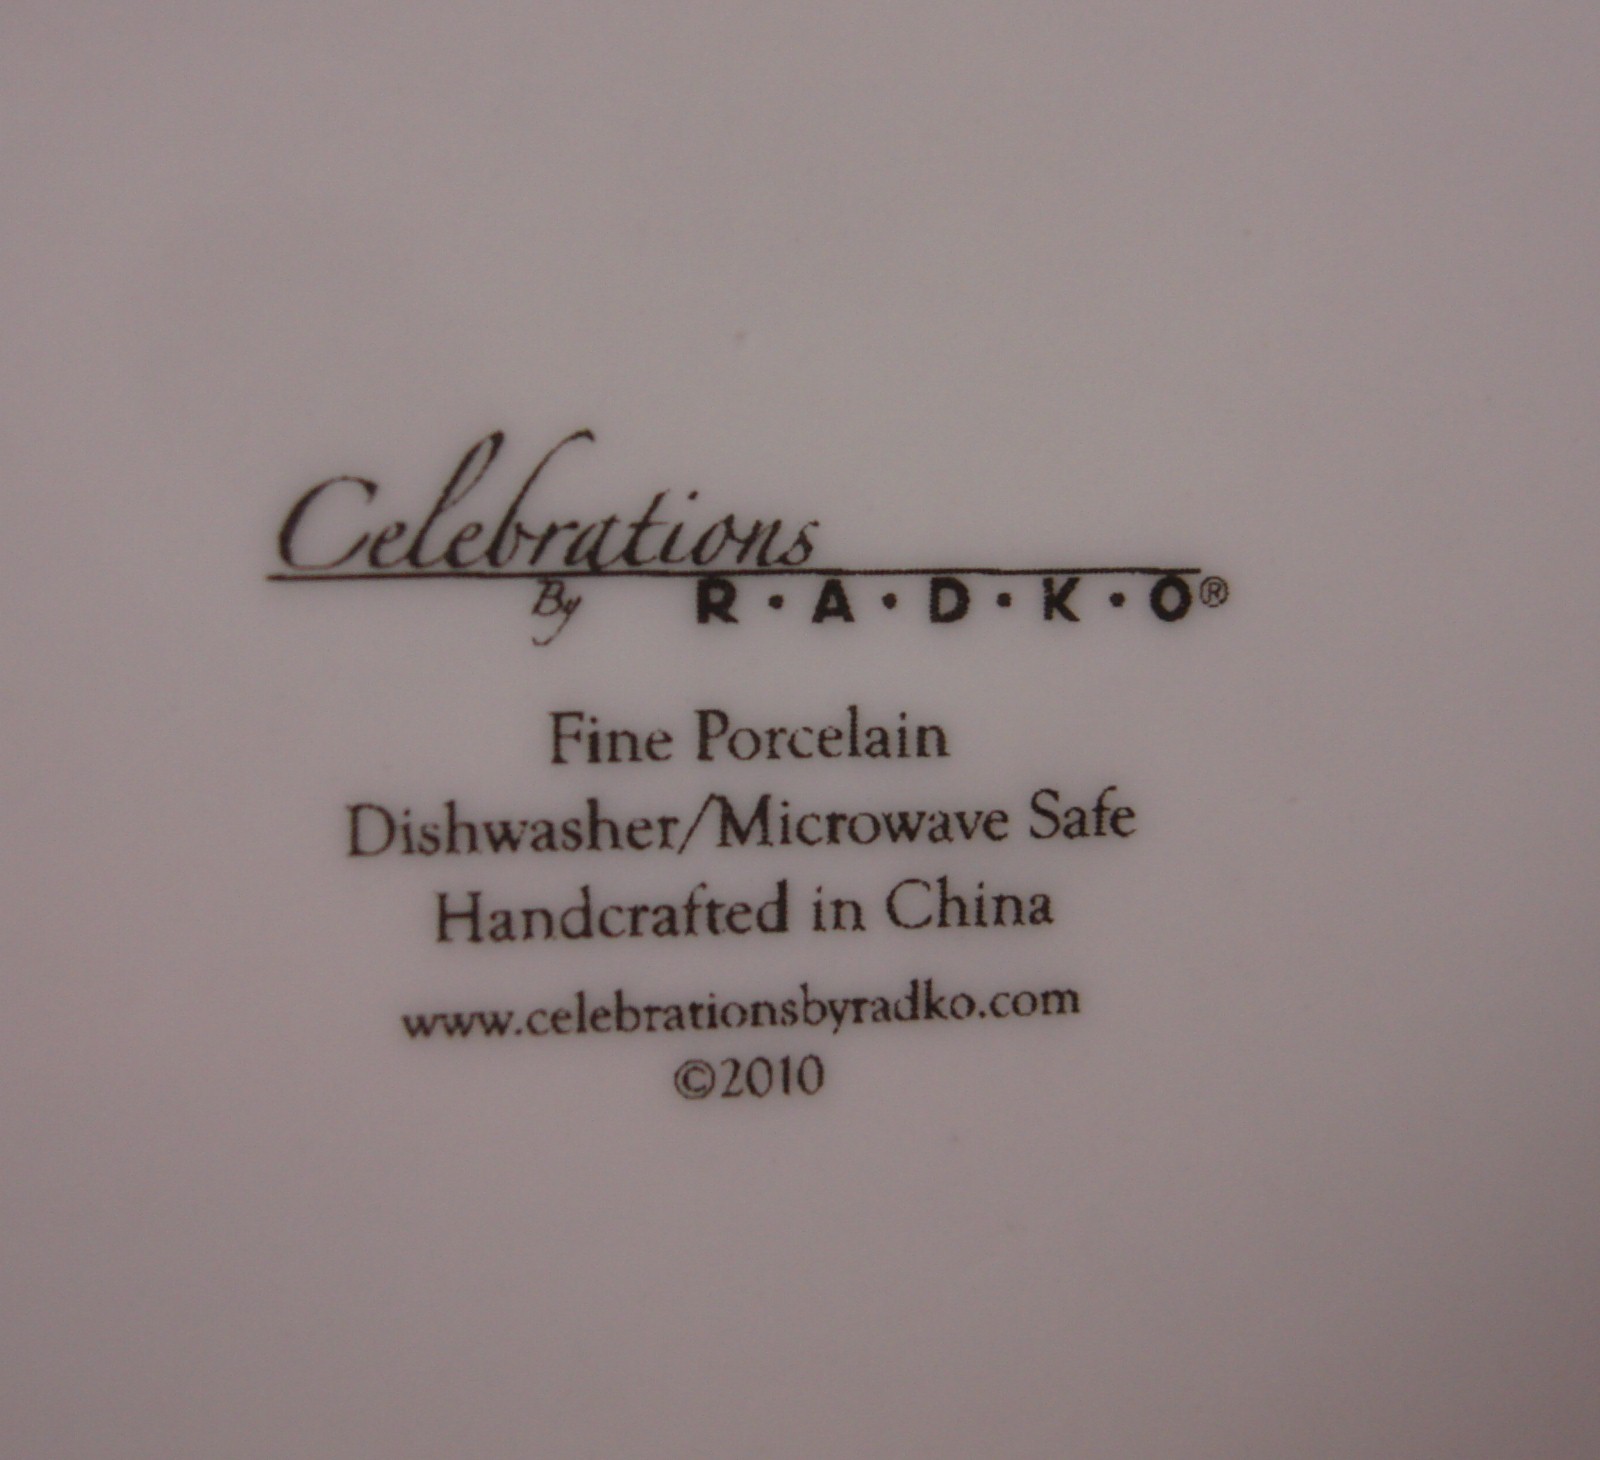 Celebrations
By R·A·D·K·O®
Fine Porcelain
Dishwasher/Microwave Safe
Handcrafted in China
www.celebrationsbyradko.com
©2010